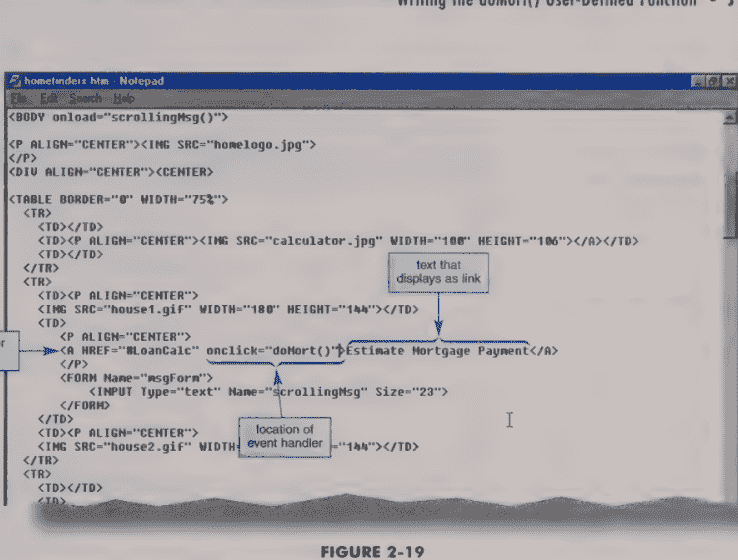 Writing the doMort() User-Defined Function •
homefinders.htm - Notepad
File Edit Search Help
<BODY onload="scrollingMsg()">
<P ALIGN="CENTER"><IMG SRC="homelogo.jpg">
</P>
<DIV ALIGN="CENTER"><CENTER>
<TABLE BORDER="0" WIDTH="75%">
<TR>
<TD></TD>
<TD><P ALIGN="CENTER"><IMG SRC="calculator.jpg" WIDTH="100" HEIGHT="106"></A></TD>
<TD></TD>
</TR>
text that
displays as link
<TR>
<TD><P ALIGN="CENTER">
<IMG SRC="house1.gif" WIDTH="180" HEIGHT="144"></TD>
<TD>
<P ALIGN="CENTER">
<A HREF="#LoanCalc" onclick="doMort()">Estimate Mortgage Payment</A>
</P>
<FORM Name="msgForm">
<INPUT Type="text" Name="scrollingMsg" Size="23">
</FORM>
</TD>
<TD><P ALIGN="CENTER">
location of
event handler
<IMG SRC="house2.gif" WIDTH ="144"></TD>
</TR>
<TR>
<TD></TD>
<TD>
FIGURE 2-19